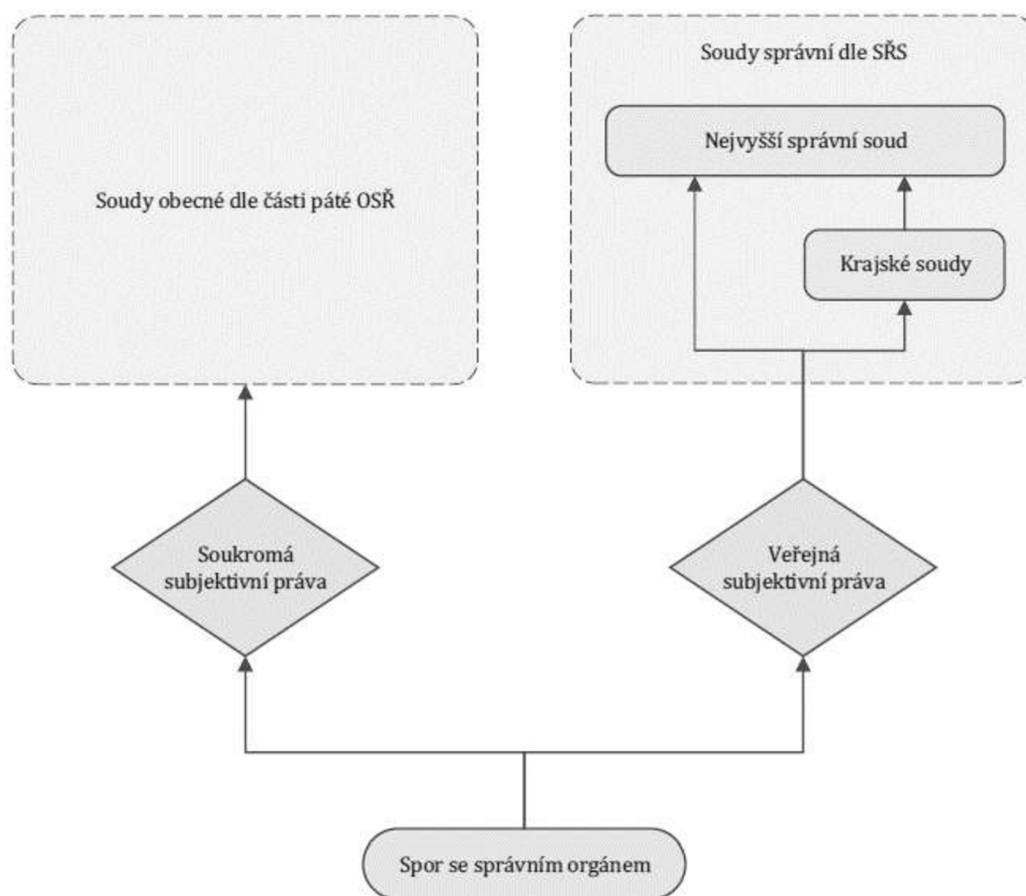 Soudy obecné dle části páté OSŘ
Soudy správní dle SŘS
Nejvyšší správní soud
Krajské soudy
Soukromá
subjektivní práva
Veřejná
subjektivní práva
Spor se správním orgánem